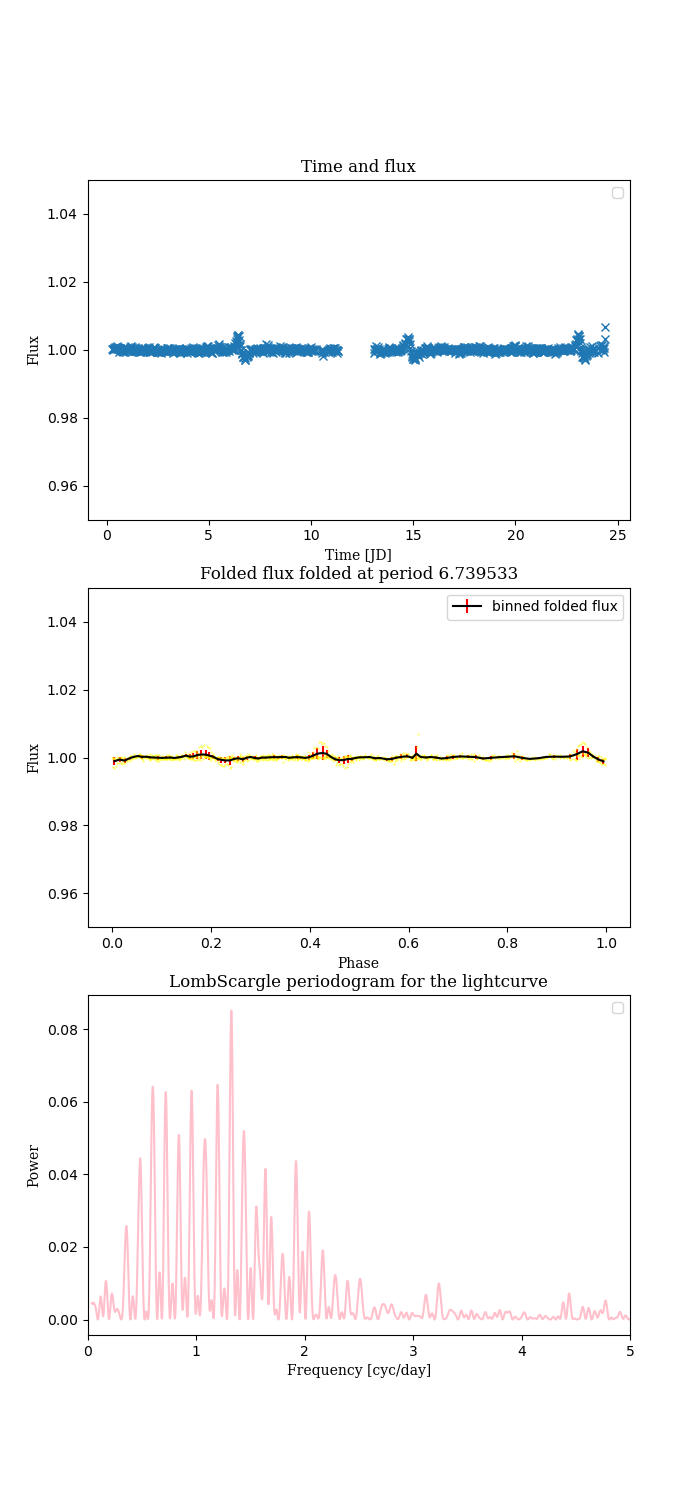 Time and flux
1.04
1.02
1.00
0.98
0.96
Flux
0 5 10 15 20 25
Time [JD]
Folded flux folded at period 6.739533
binned folded flux
1.04
1.02
1.00
0.98
0.96
Flux
0.0 0.2 0.4 0.6 0.8 1.0
Phase
LombScargle periodogram for the lightcurve
0.08
0.06
0.04
0.02
0.00
Power
0 1 2 3 4 5
Frequency [cyc/day]